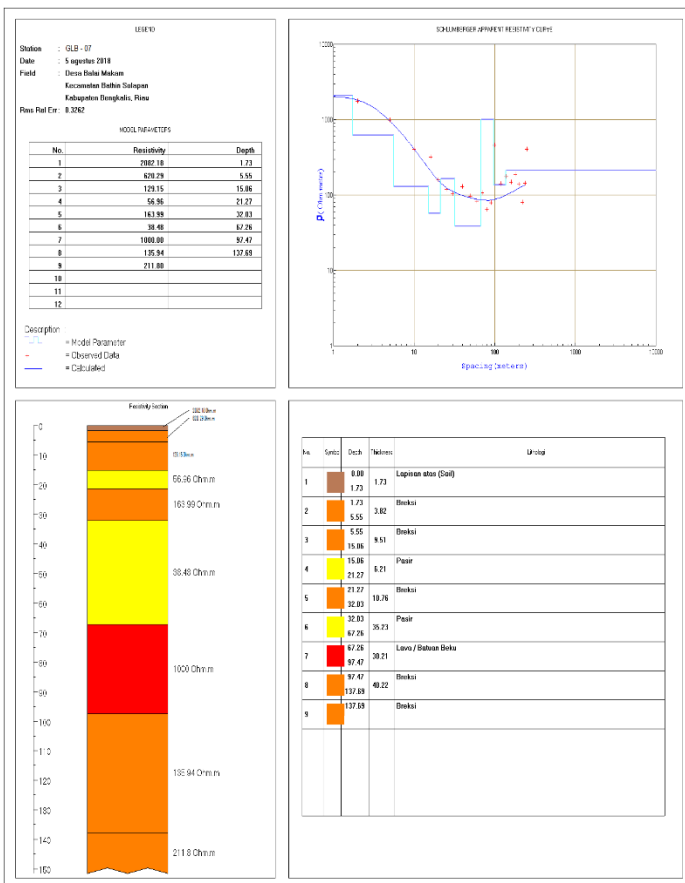 LEGEND
Station : GLB - 07
Date : 5 agustus 2018
Field : Desa Balai Makam
Kecamatan Bathin Solapan
Kabupaten Bengkalis, Riau
Rms Rel Err: 0.3262
MODEL PARAMETERS
No. Resistivity Depth
1 2002.10 1.73
2 620.29 5.55
3 129.15 15.06
4 56.96 21.27
5 163.99 32.03
6 38.48 67.26
7 1000.00 97.47
8 135.94 137.69
9 211.80
10
11
12
Description
= Model Parameter
= Observed Data
= Calculated
SCHLUMBERGER APPARENT RESISTIVITY CURVE
10000
1000
100
10
1
ρ(Ohm meter)
1 10 100 1000 10000
Spacing(meters)
Resistivity Section
0
10
20
30
40
50
60
70
80
90
100
110
120
130
140
150
56.96 Ohm.m
163.99 Ohm.m
38.48 Ohm.m
1000 Ohm.m
135.94 Ohm.m
211.8 Ohm.m
No. Symbol Depth Thickness Litologi
1 0.00 1.73 1.73 Lapisan atas (Soil)
2 1.73 5.55 3.82 Breksi
3 5.55 15.06 9.51 Breksi
4 15.06 21.27 6.21 Pasir
5 21.27 32.03 10.76 Breksi
6 32.03 67.26 35.23 Pasir
7 67.26 97.47 30.21 Lava / Batuan Beku
8 97.47 137.69 40.22 Breksi
9 137.69 Breksi